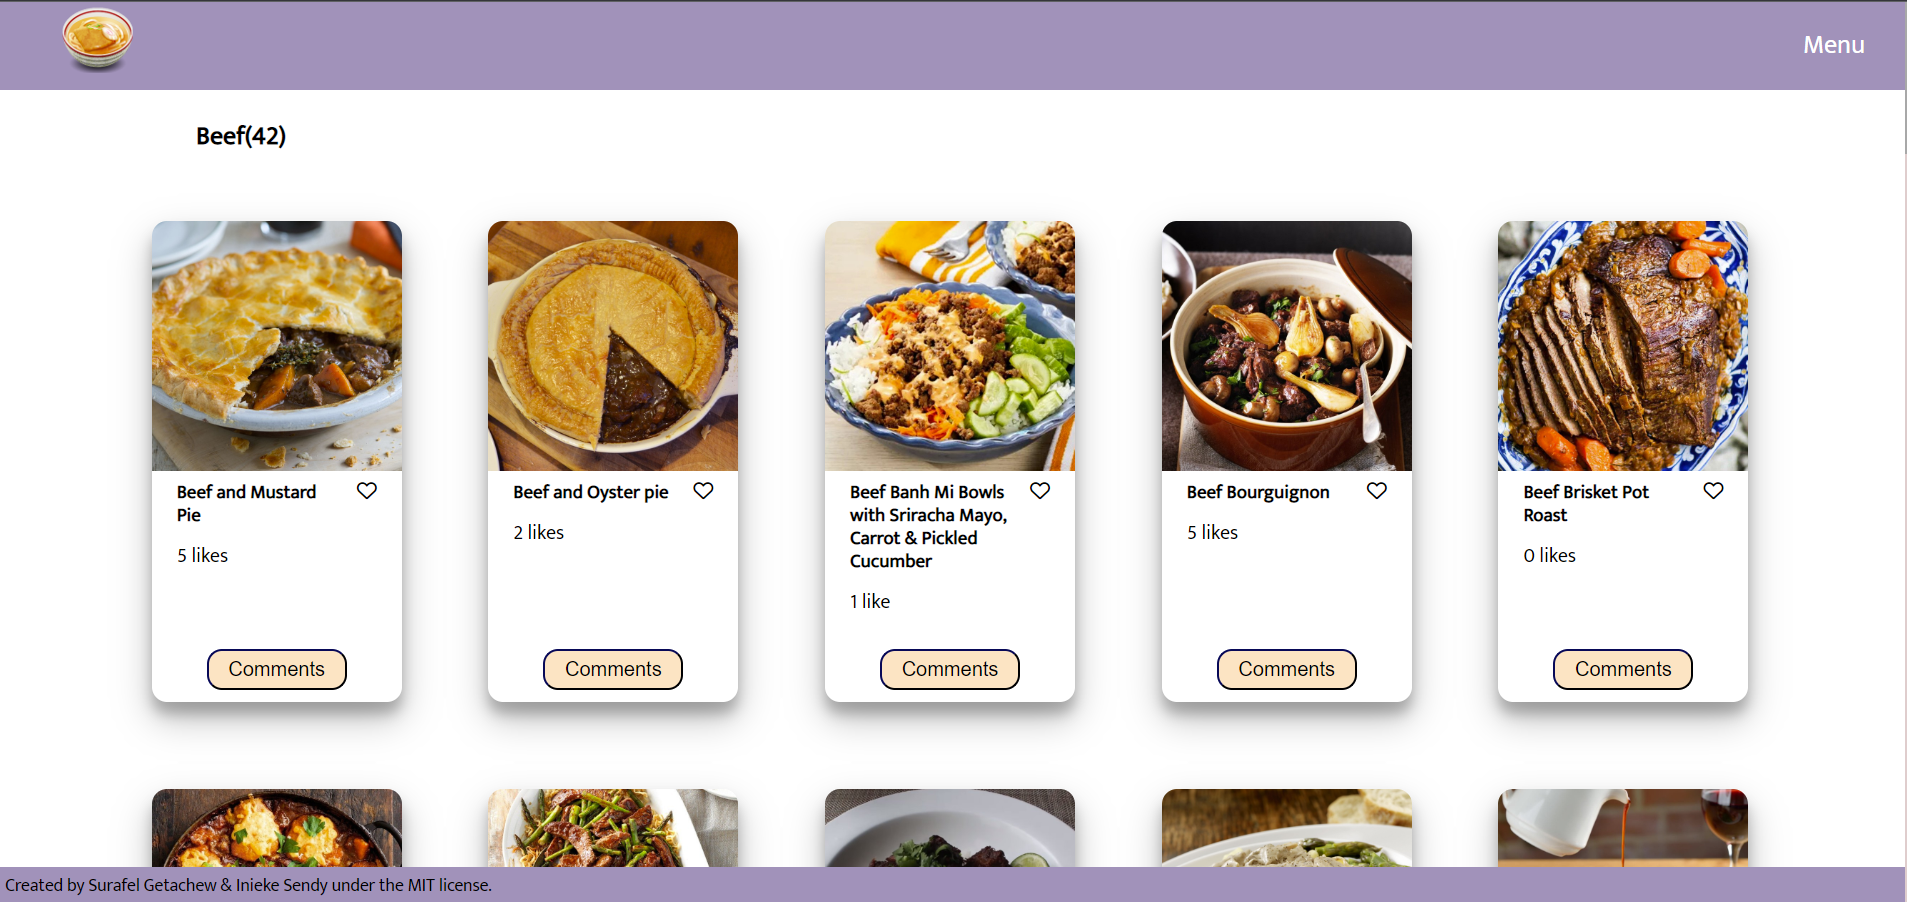 Menu
Beef(42)
Beef and Mustard
Pie
5 likes
Comments
Beef and Oyster pie
2 likes
Comments
Beef Banh Mi Bowls
with Sriracha Mayo,
Carrot & Pickled
Cucumber
1 like
Comments
Beef Bourguignon
5 likes
Comments
Beef Brisket Pot
Roast
0 likes
Comments
Created by Surafel Getachew & Inieke Sendy under the MIT license.